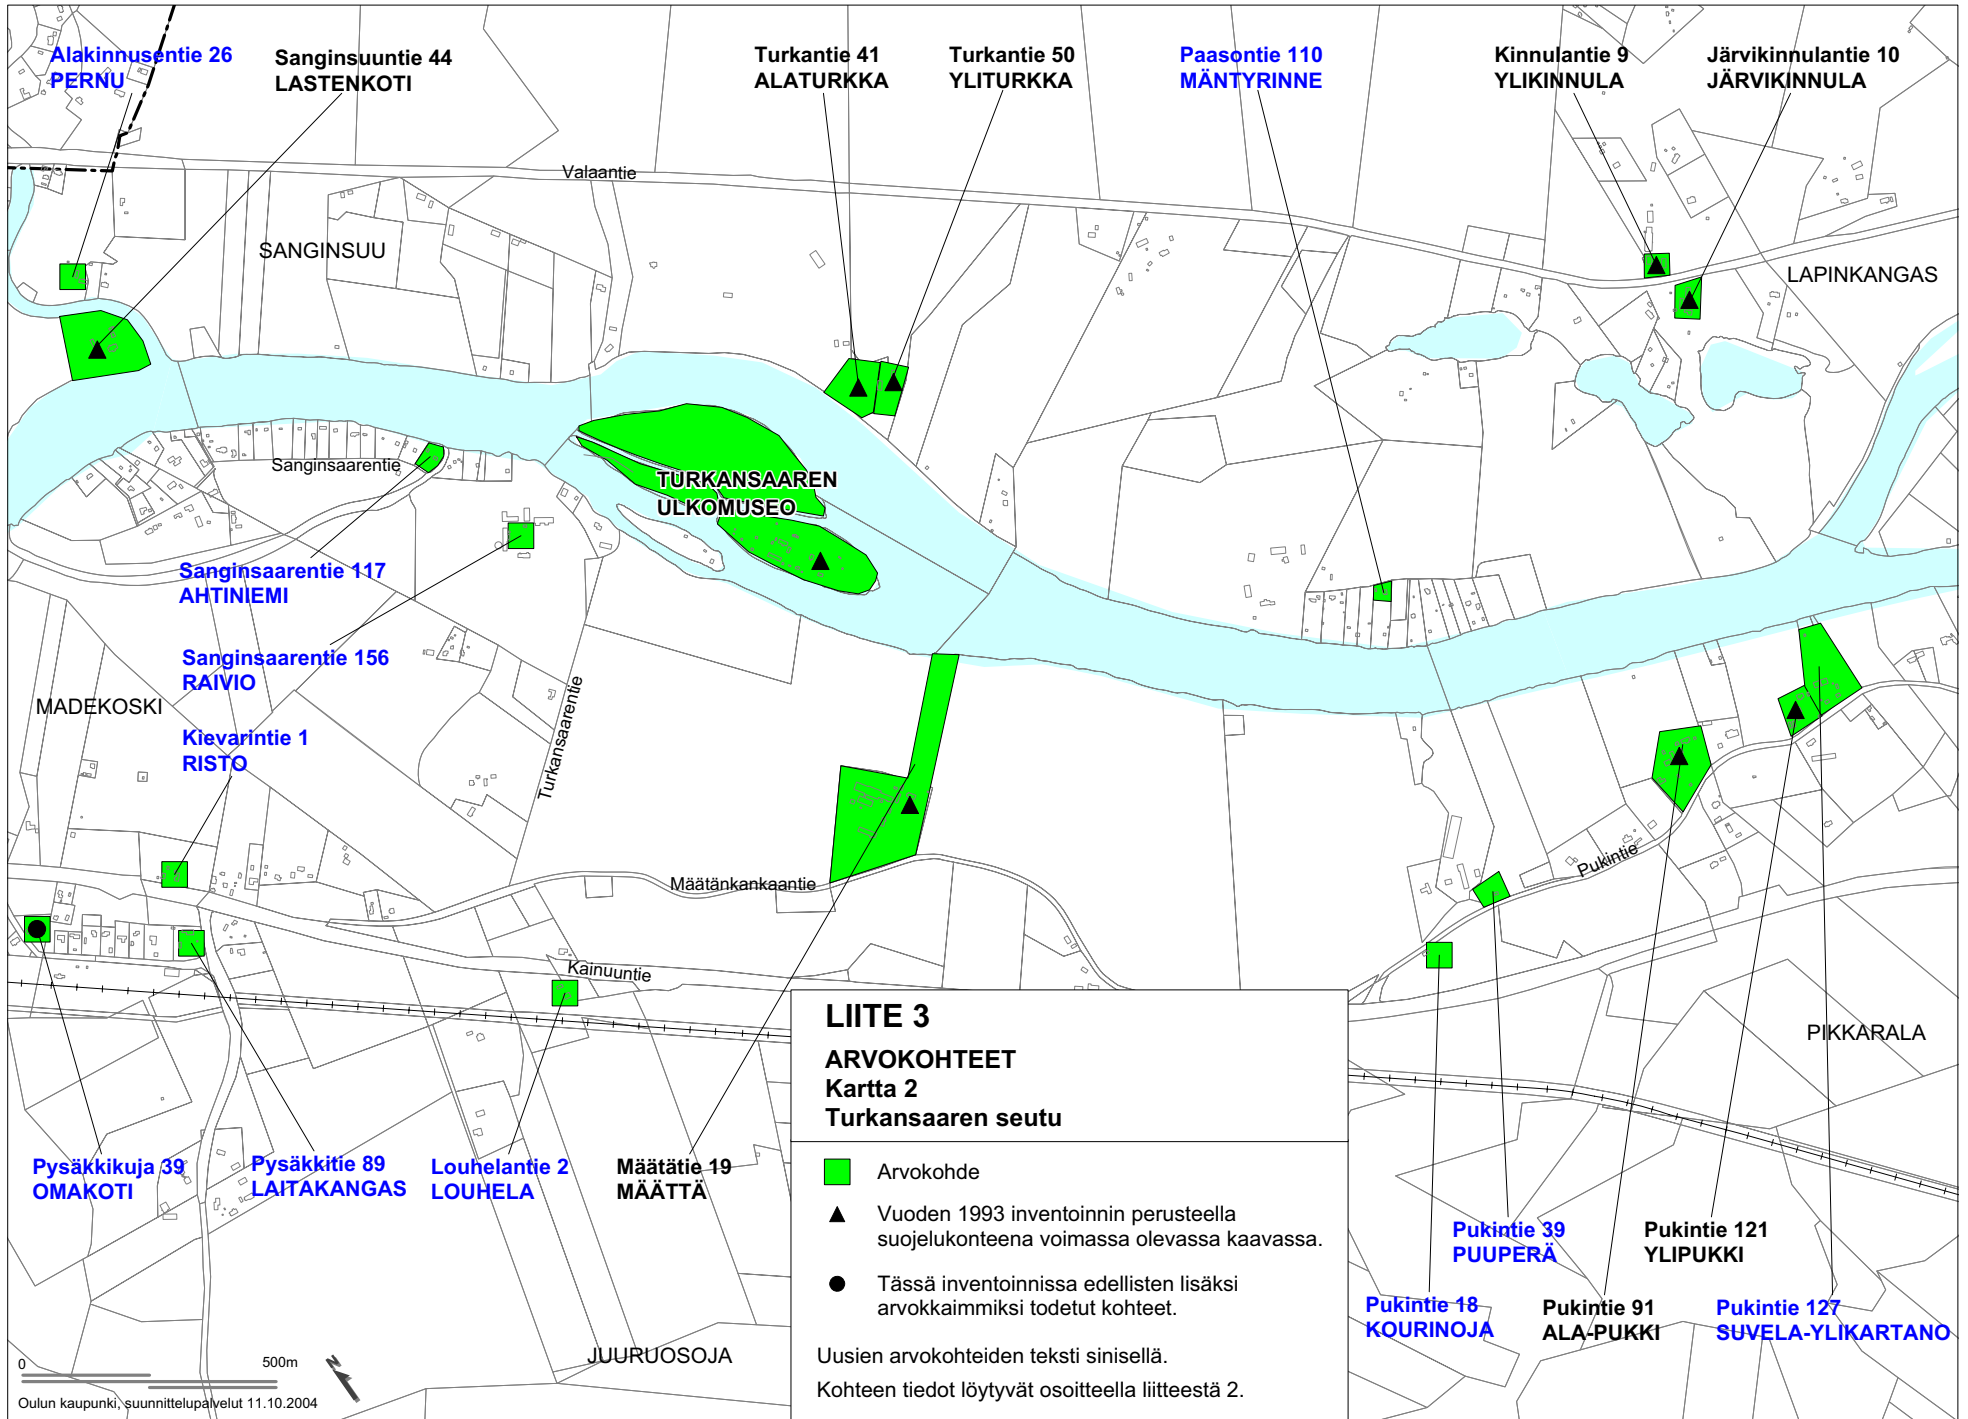 Alakinnusentie 26
PERNU
Sanginsuuntie 44
LASTENKOTI
Turkantie 41
ALATURKKA
Turkantie 50
YLITURKKA
Paasontie 110
MÄNTYRINNE
Kinnulantie 9
YLIKINNULA
Järvikinnulantie 10
JÄRVIKINNULA
Valaantie
SANGINSUU
LAPINKANGAS
Sanginsaarentie
TURKANSAAREN
ULKOMUSEO
Sanginsaarentie 117
AHTINIEMI
Sanginsaarentie 156
RAIVIO
MADEKOSKI
Kievarintie 1
RISTO
Turkansaarentie
Määtänkankaantie
Pukintie
Kainuuntie
PIKKARALA
Pysäkkikuja 39
OMAKOTI
Pysäkkitie 89
LAITAKANGAS
Louhelantie 2
LOUHELA
Määtätie 19
MÄÄTTÄ
LIITE 3
ARVOKOHTEET
Kartta 2
Turkansaaren seutu
Arvokohde
Vuoden 1993 inventoinnin perusteella
suojelukonteena voimassa olevassa kaavassa.
Tässä inventoinnissa edellisten lisäksi
arvokkaimmiksi todetut kohteet.
Uusien arvokohteiden teksti sinisellä.
Kohteen tiedot löytyvät osoitteella liitteestä 2.
Pukintie 39
PUUPERÄ
Pukintie 121
YLIPUKKI
Pukintie 18
KOURINOJA
Pukintie 91
ALA-PUKKI
Pukintie 127
SUVELA-YLIKARTANO
JUURUOSOJA
0 500m
N
Oulun kaupunki, suunnittelupalvelut 11.10.2004